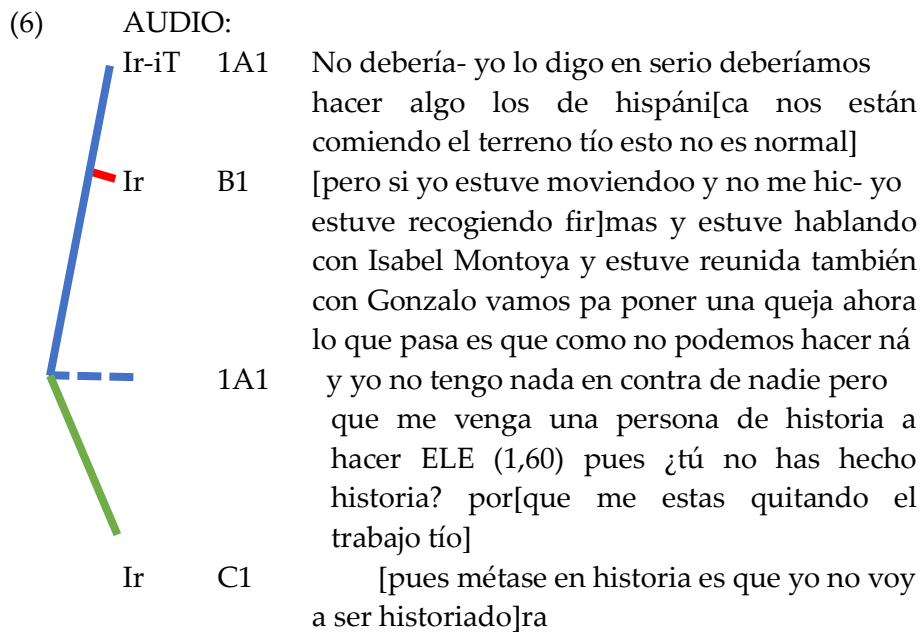 (6) AUDIO:
Ir-iT 1A1 No debería- yo lo digo en serio deberíamos
hacer algo los de hispáni[ca nos están
comiendo el terreno tío esto no es normal]
Ir B1 [pero si yo estuve moviendoo y no me hic- yo
estuve recogiendo fir]mas y estuve hablando
con Isabel Montoya y estuve reunida también
con Gonzalo vamos pa poner una queja ahora
lo que pasa es que como no podemos hacer ná
1A1 y yo no tengo nada en contra de nadie pero
que me venga una persona de historia a
hacer ELE (1,60) pues ¿tú no has hecho
historia? por[que me estas quitando el
trabajo tío]
Ir C1 [pues métase en historia es que yo no voy
a ser historiado]ra